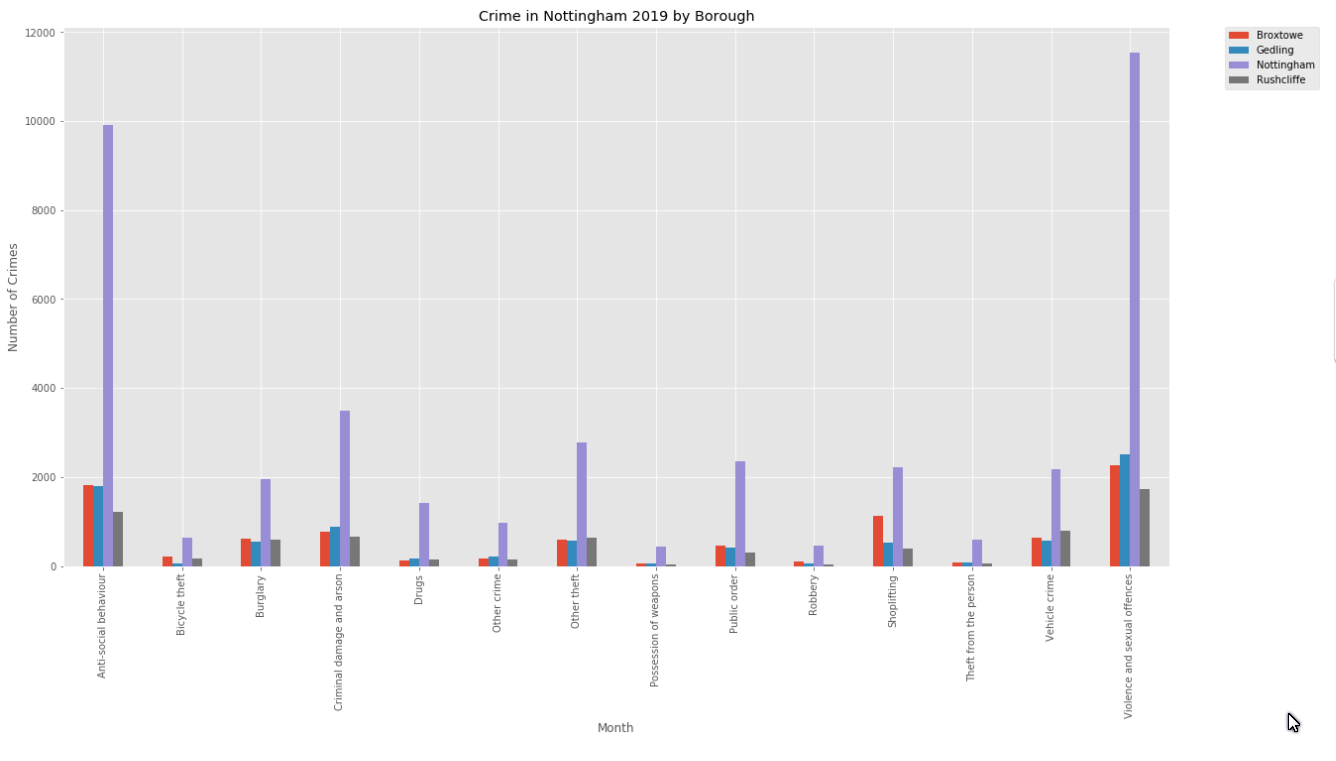 Crime in Nottingham 2019 by Borough
Broxtowe
Gedling
Nottingham
Rushcliffe
Number of Crimes
12000
10000
8000
6000
4000
2000
0
Anti-social behaviour
Bicycle theft
Burglary
Criminal damage and arson
Drugs
Other crime
Other theft
Possession of weapons
Public order
Robbery
Shoplifting
Theft from the person
Vehicle crime
Violence and sexual offences
Month